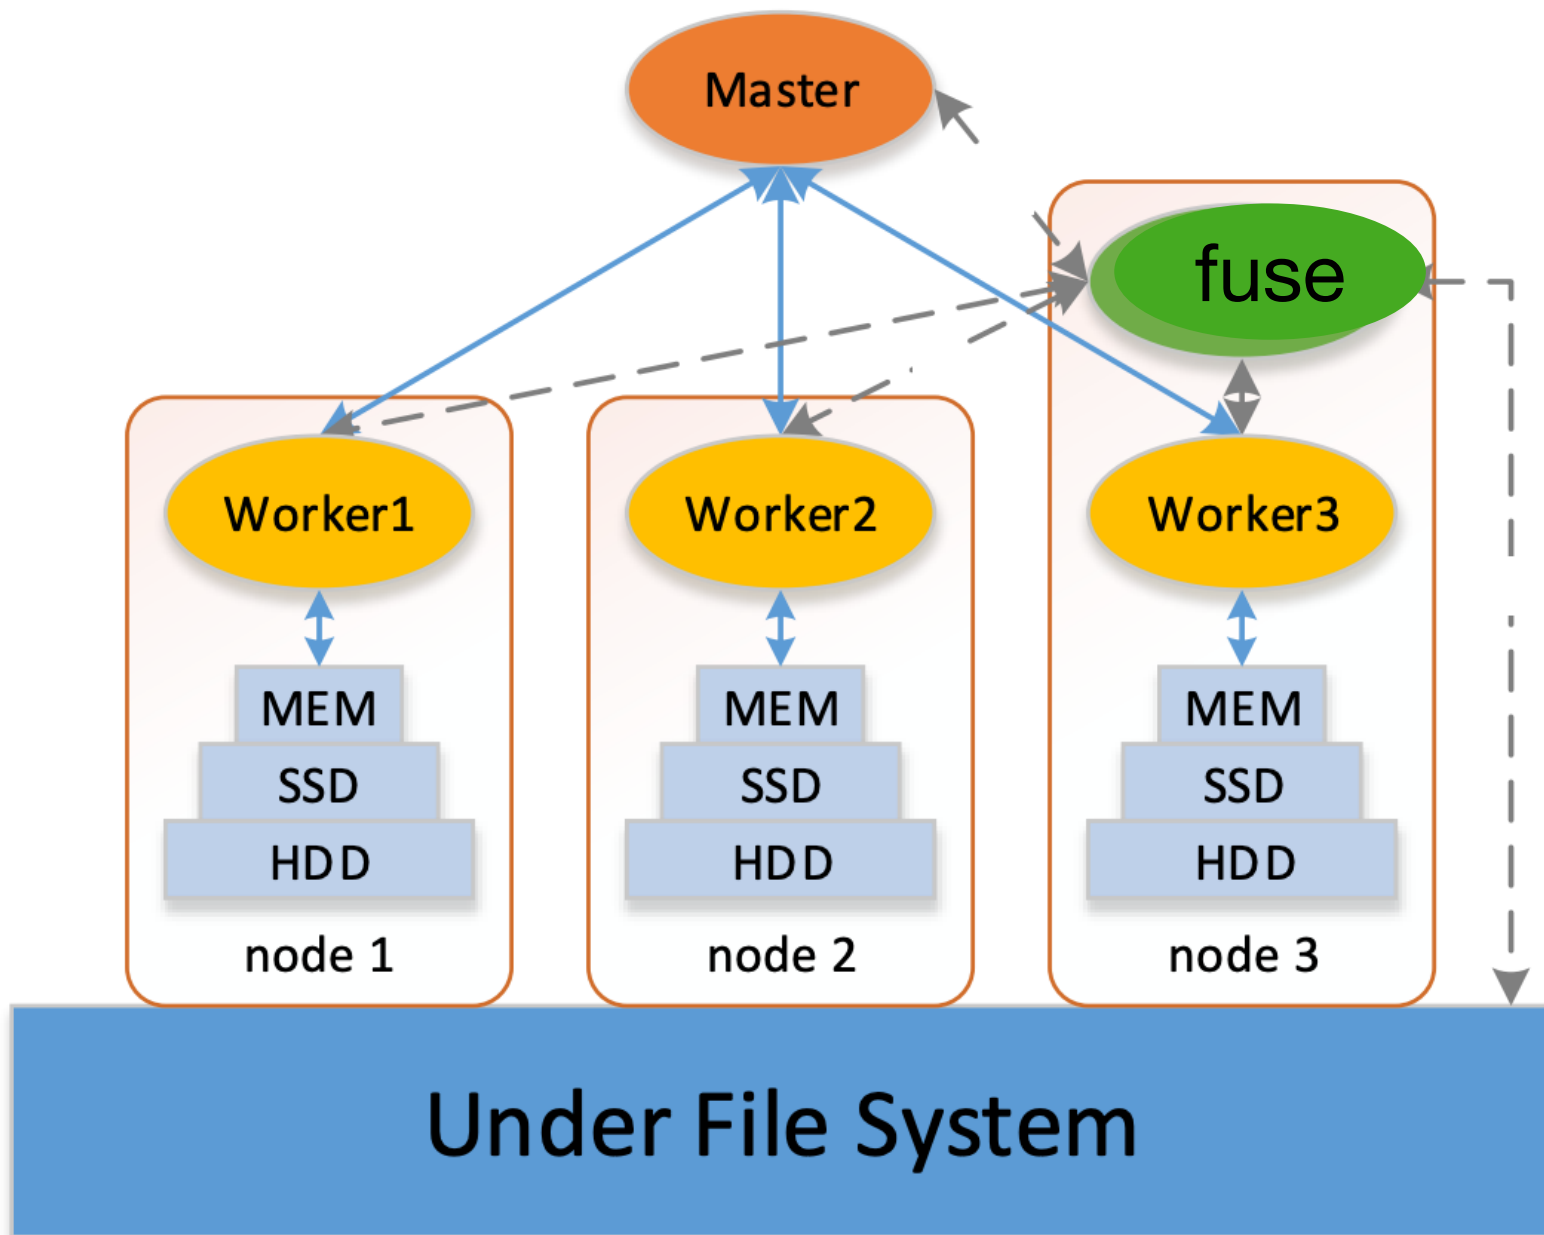 Master
fuse
Worker1
Worker2
Worker3
MEM
MEM
MEM
SSD
SSD
SSD
HDD
HDD
HDD
node 1
node 2
node 3
Under File System